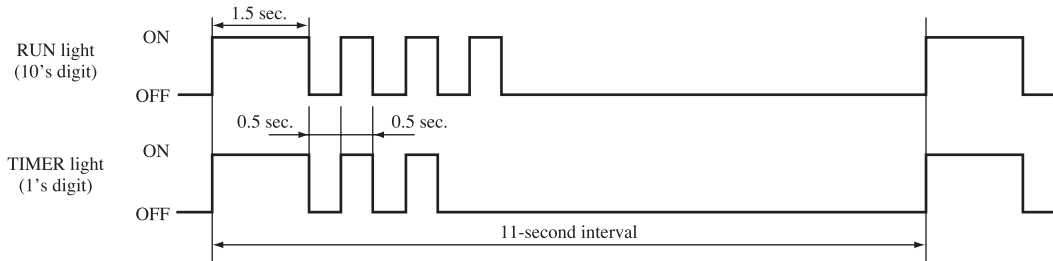 1.5 sec.
ON
RUN light
(10’s digit)
OFF
0.5 sec.
0.5 sec.
ON
TIMER light
(1’s digit)
OFF
11-second interval